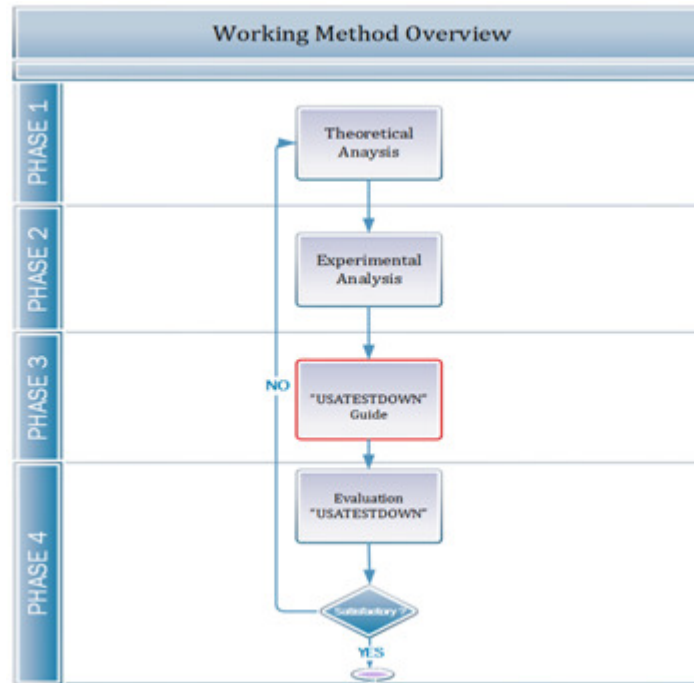 Working Method Overview
PHASE 1
Theoretical
Anaysis
PHASE 2
Experimental
Analysis
PHASE 3
NO
"USATESTDOWN"
Guide
PHASE 4
Evaluation
"USATESTDOWN"
Satisfactory ?
YES